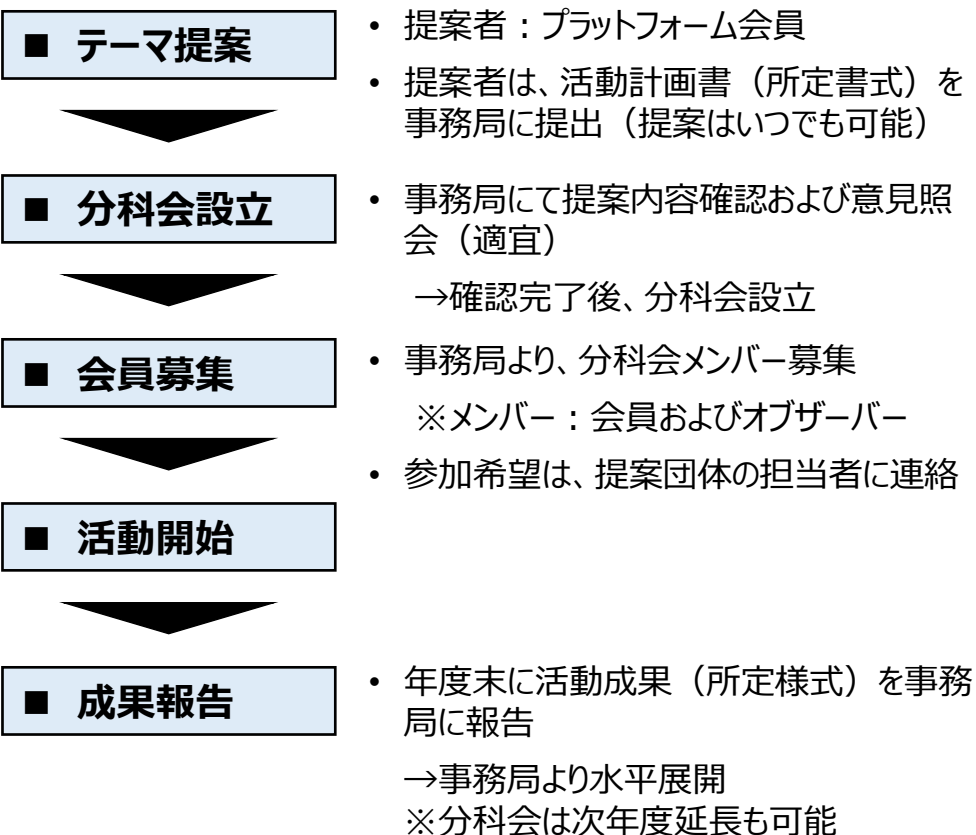 ■ テーマ提案
• 提案者：プラットフォーム会員
• 提案者は、活動計画書（所定書式）を
事務局に提出（提案はいつでも可能）
■ 分科会設立
• 事務局にて提案内容確認および意見照
会（適宜）
→確認完了後、分科会設立
■ 会員募集
• 事務局より、分科会メンバー募集
※メンバー：会員およびオブザーバー
• 参加希望は、提案団体の担当者に連絡
■ 活動開始
■ 成果報告
• 年度末に活動成果（所定様式）を事務
局に報告
→事務局より水平展開
※分科会は次年度延長も可能